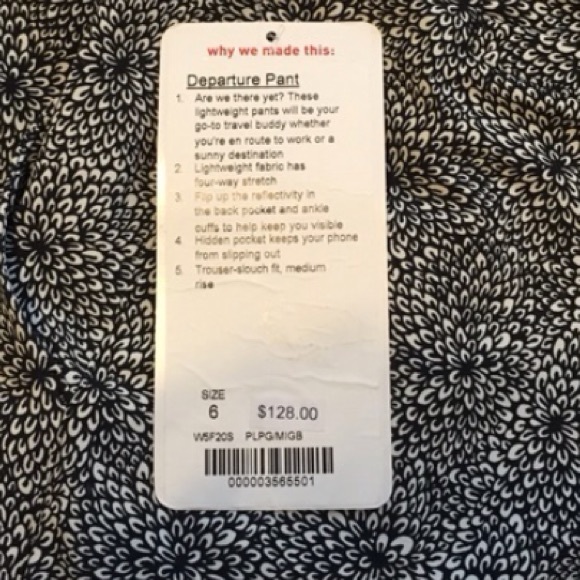 why we made this:
Departure Pant
1. Are we there yet? These
lightweight pants will be your
go-to travel buddy whether
you're en route to work or a
sunny destination
2. Lightweight fabric has
four-way stretch
3. Flip up the reflectivity in
the back pocket and ankle
cuffs to help keep you visible
4. Hidden pocket keeps your phone
from slipping out
5. Trouser-slouch fit, medium
rise
SIZE
6 $128.00
W5F20S PLPG/MIGB
000003565501